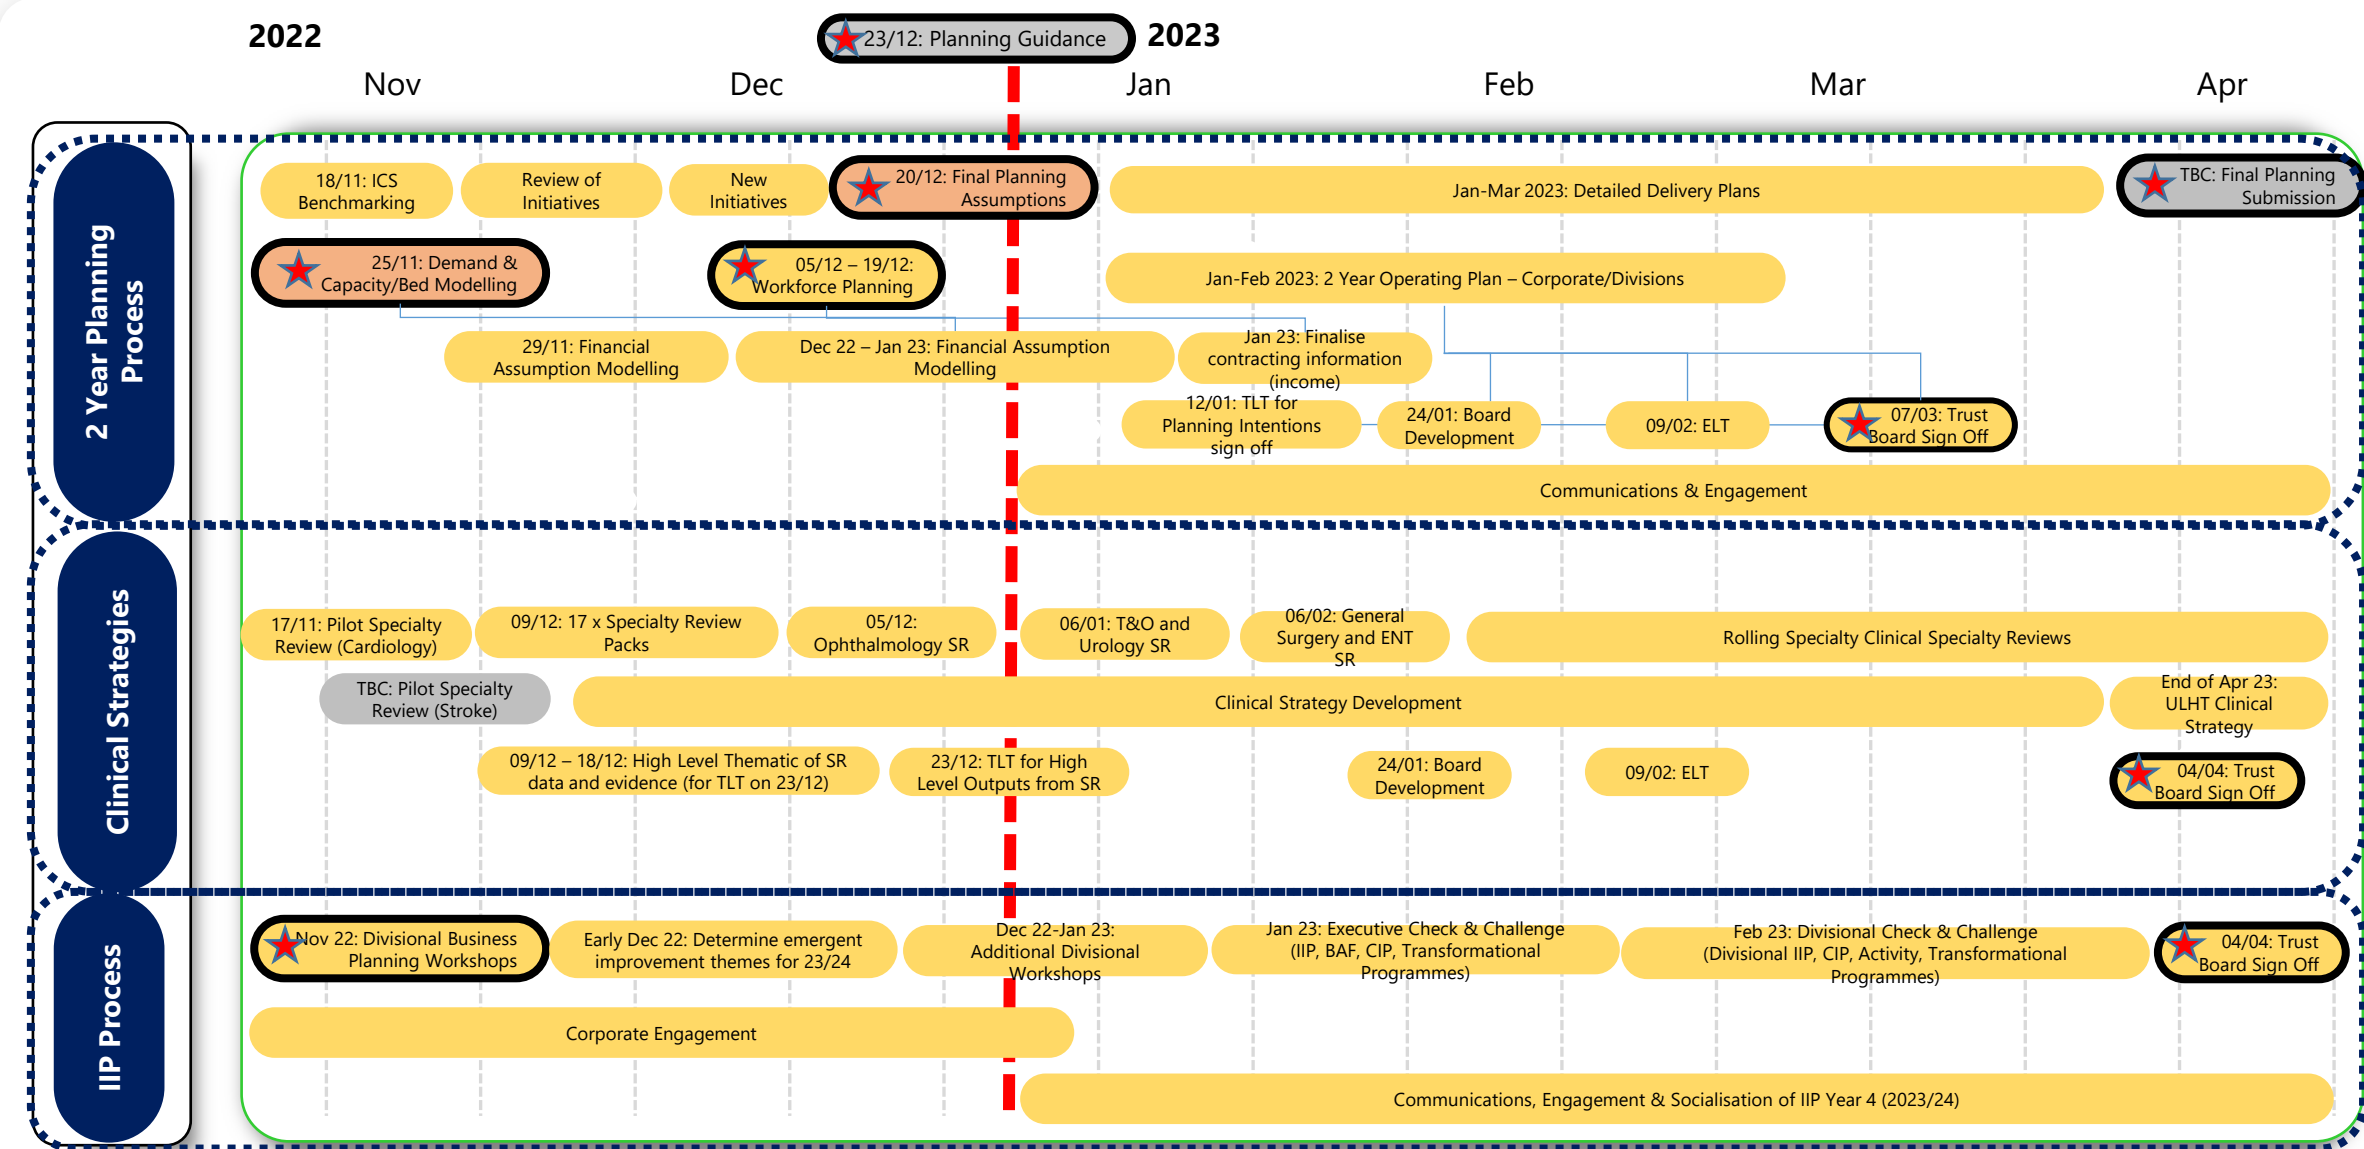 2022
23/12: Planning Guidance
2023
Nov
Dec
Jan
Feb
Mar
Apr
2 Year Planning
Process
18/11: ICS
Benchmarking
Review of
Initiatives
New
Initiatives
20/12: Final Planning
Assumptions
Jan-Mar 2023: Detailed Delivery Plans
TBC: Final Planning
Submission
25/11: Demand &
Capacity/Bed Modelling
05/12 – 19/12:
Workforce Planning
Jan-Feb 2023: 2 Year Operating Plan – Corporate/Divisions
29/11: Financial
Assumption Modelling
Dec 22 – Jan 23: Financial Assumption
Modelling
Jan 23: Finalise
contracting information
(income)
12/01: TLT for
Planning Intentions
sign off
24/01: Board
Development
09/02: ELT
07/03: Trust
Board Sign Off
Communications & Engagement
Clinical Strategies
17/11: Pilot Specialty
Review (Cardiology)
09/12: 17 x Specialty Review
Packs
05/12:
Ophthalmology SR
06/01: T&O and
Urology SR
06/02: General
Surgery and ENT
SR
Rolling Specialty Clinical Specialty Reviews
TBC: Pilot Specialty
Review (Stroke)
Clinical Strategy Development
End of Apr 23:
ULHT Clinical
Strategy
09/12 – 18/12: High Level Thematic of SR
data and evidence (for TLT on 23/12)
23/12: TLT for High
Level Outputs from SR
24/01: Board
Development
09/02: ELT
04/04: Trust
Board Sign Off
IIP Process
Nov 22: Divisional Business
Planning Workshops
Early Dec 22: Determine emergent
improvement themes for 23/24
Dec 22-Jan 23:
Additional Divisional
Workshops
Jan 23: Executive Check & Challenge
(IIP, BAF, CIP, Transformational
Programmes)
Feb 23: Divisional Check & Challenge
(Divisional IIP, CIP, Activity, Transformational
Programmes)
04/04: Trust
Board Sign Off
Corporate Engagement
Communications, Engagement & Socialisation of IIP Year 4 (2023/24)